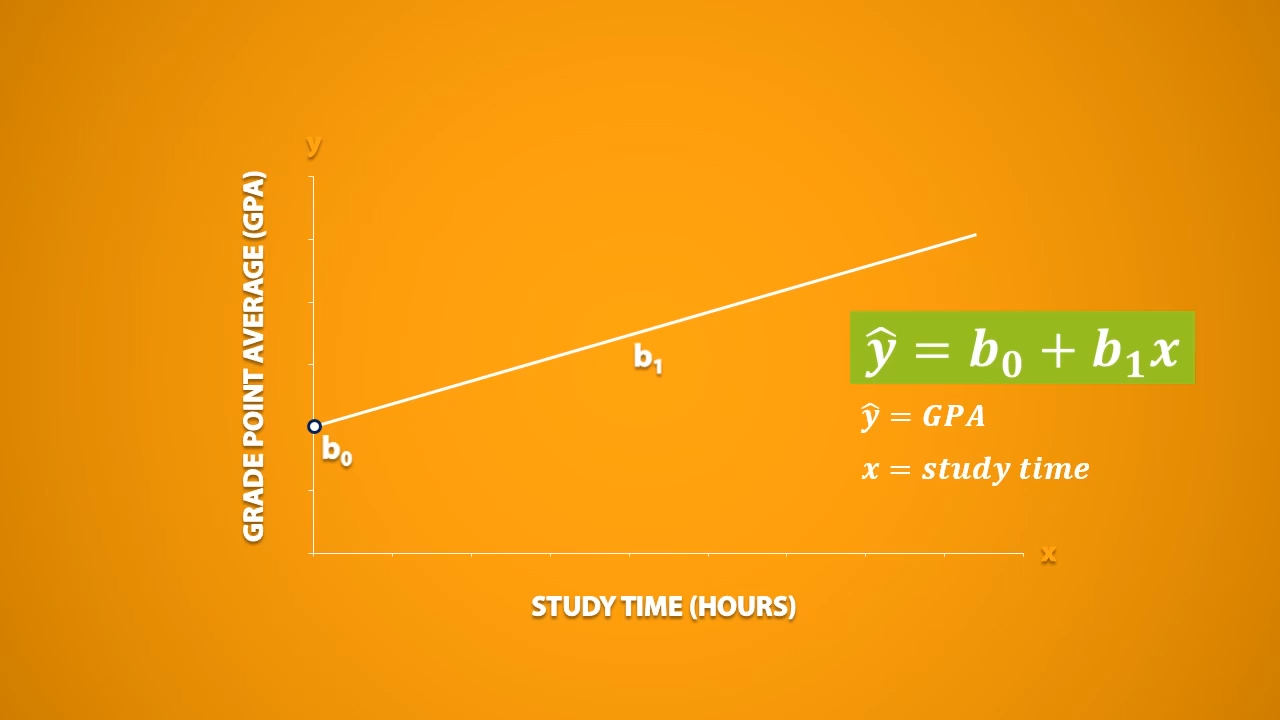 y
GRADE POINT AVERAGE (GPA)
b₁
b₀
x
STUDY TIME (HOURS)
ŷ = b₀ + b₁x
ŷ = GPA
x = study time